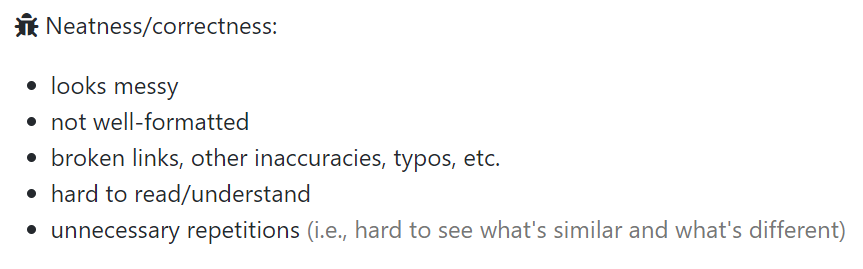 Neatness/correctness:
looks messy
not well-formatted
broken links, other inaccuracies, typos, etc.
hard to read/understand
unnecessary repetitions (i.e., hard to see what's similar and what's different)